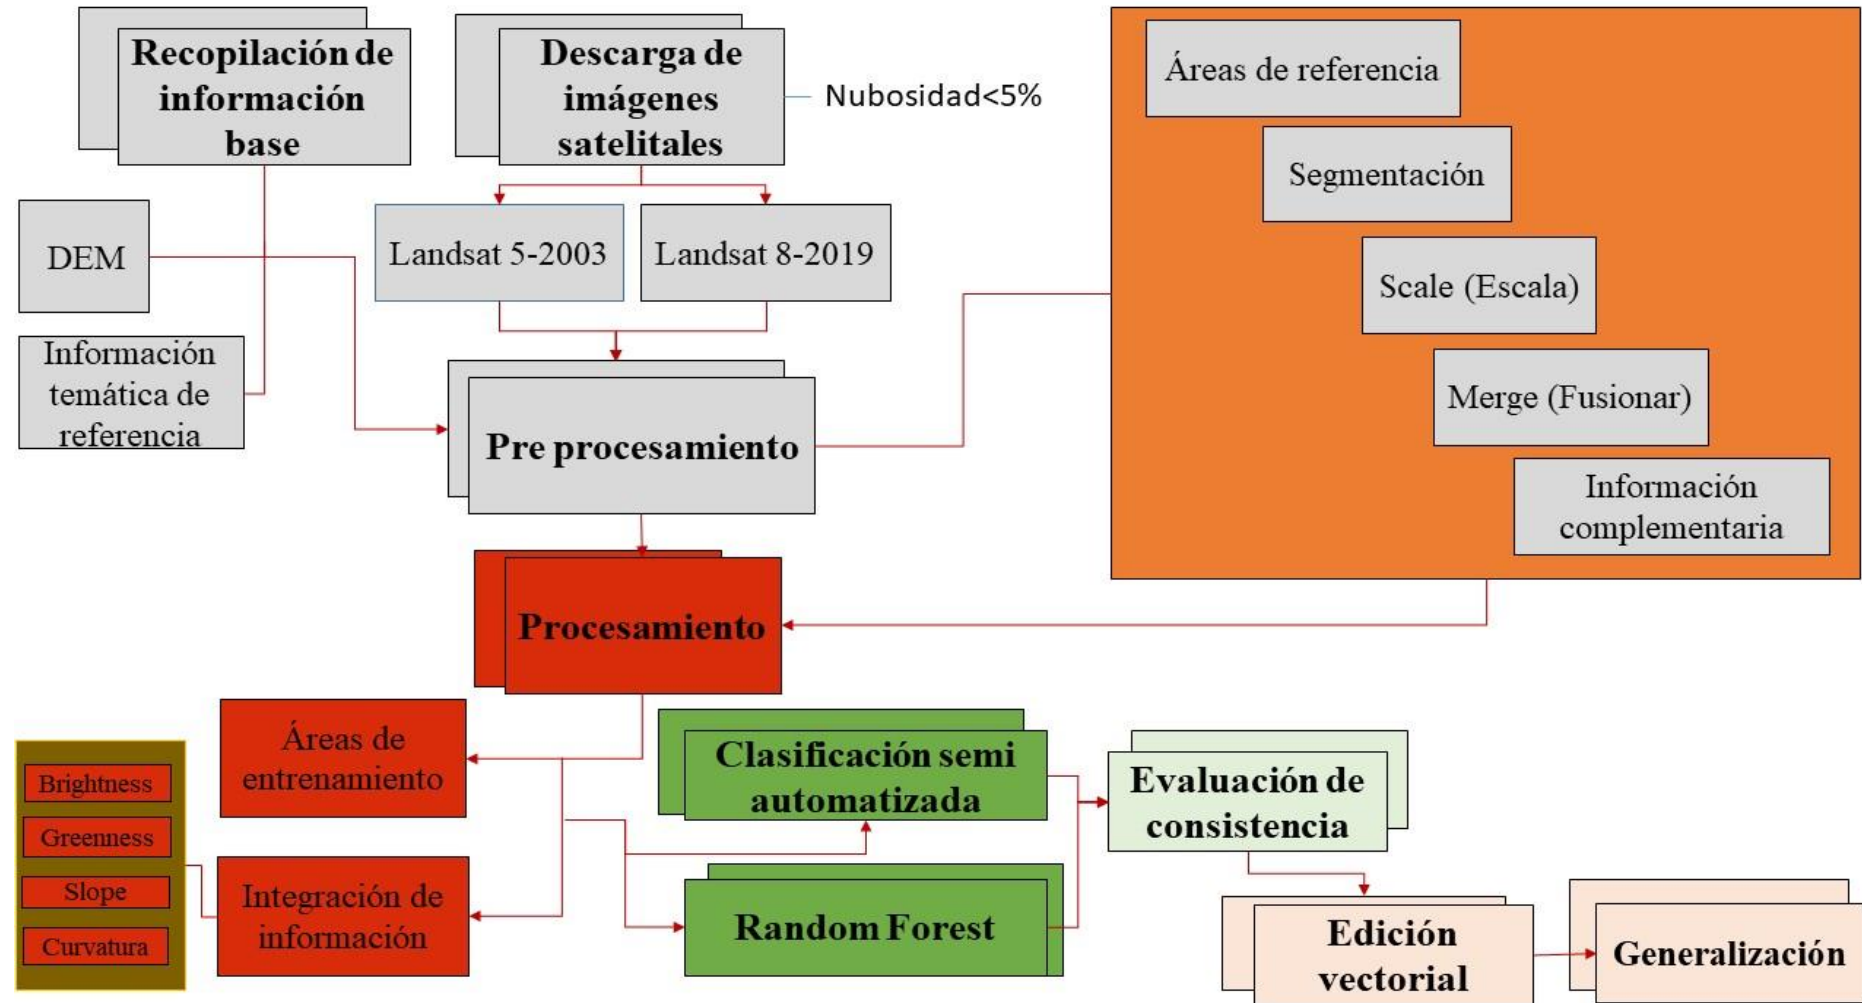 Recopilación de
información
base
Descarga de
imágenes
satelitales
Nubosidad<5%
DEM
Información
temática de
referencia
Landsat 5-2003
Landsat 8-2019
Pre procesamiento
Áreas de referencia
Segmentación
Scale (Escala)
Merge (Fusionar)
Información
complementaria
Procesamiento
Áreas de
entrenamiento
Integración de
información
Brightness
Greenness
Slope
Curvatura
Clasificación semi
automatizada
Random Forest
Evaluación de
consistencia
Edición
vectorial
Generalización